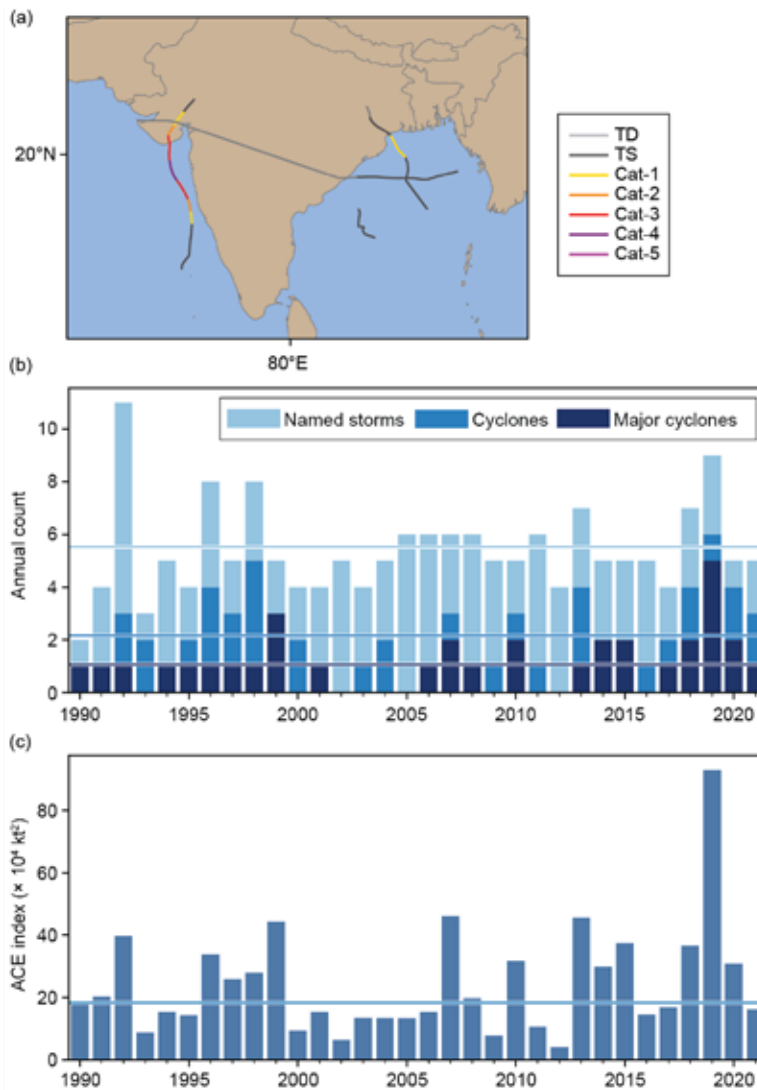 (a)
20°N
80°E
TD
TS
Cat-1
Cat-2
Cat-3
Cat-4
Cat-5
(b)
Named storms Cyclones Major cyclones
Annual count
10
8
6
4
2
0
1990 1995 2000 2005 2010 2015 2020
(c)
ACE index (× 10⁴ kt²)
80
60
40
20
0
1990 1995 2000 2005 2010 2015 2020